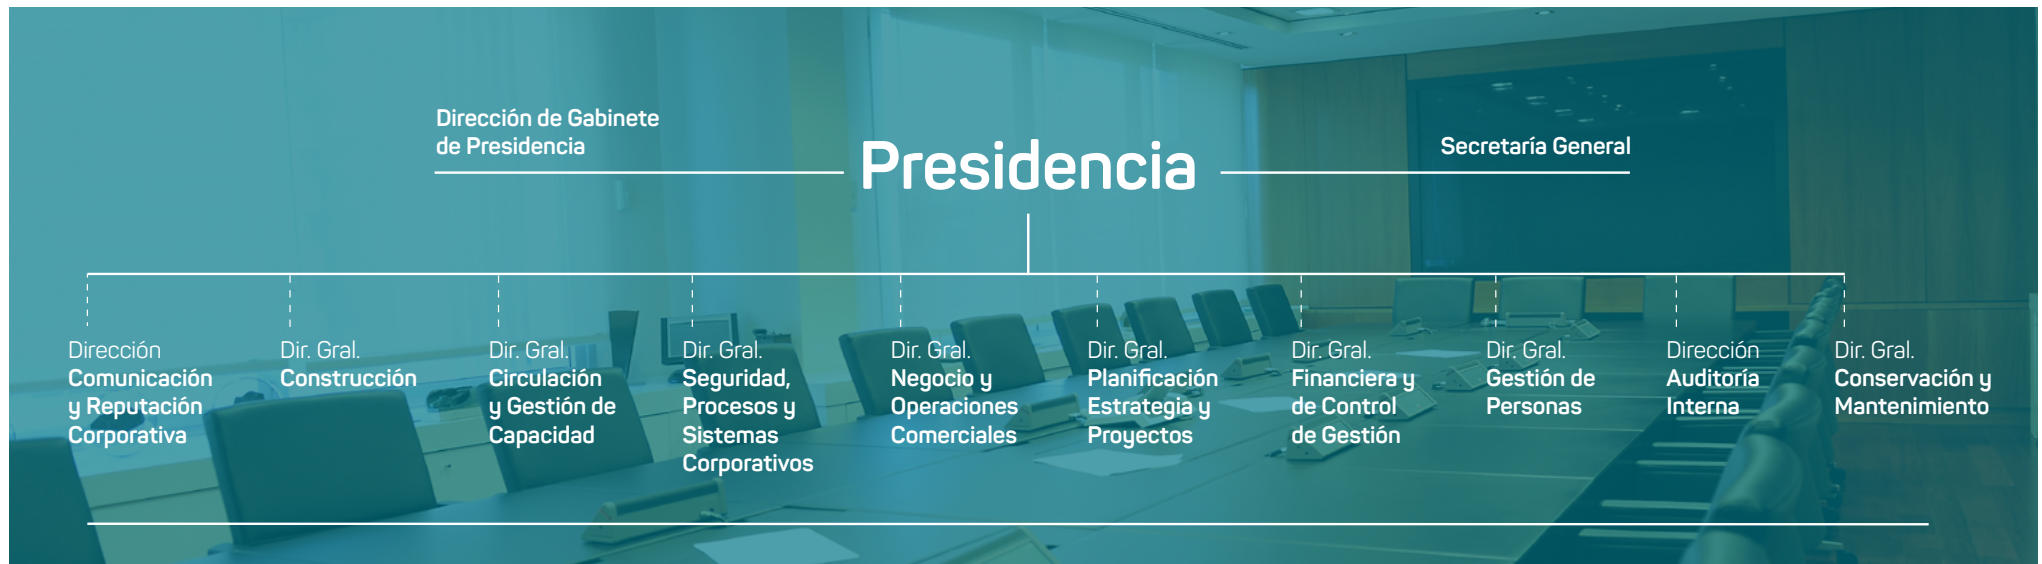 Dirección de Gabinete
de Presidencia
Presidencia
Secretaría General
Dirección
Comunicación
y Reputación
Corporativa
Dir. Gral.
Construcción
Dir. Gral.
Circulación
y Gestión de
Capacidad
Dir. Gral.
Seguridad,
Procesos y
Sistemas
Corporativos
Dir. Gral.
Negocio y
Operaciones
Comerciales
Dir. Gral.
Planificación
Estrategia y
Proyectos
Dir. Gral.
Financiera y
de Control
de Gestión
Dir. Gral.
Gestión de
Personas
Dirección
Auditoría
Interna
Dir. Gral.
Conservación y
Mantenimiento